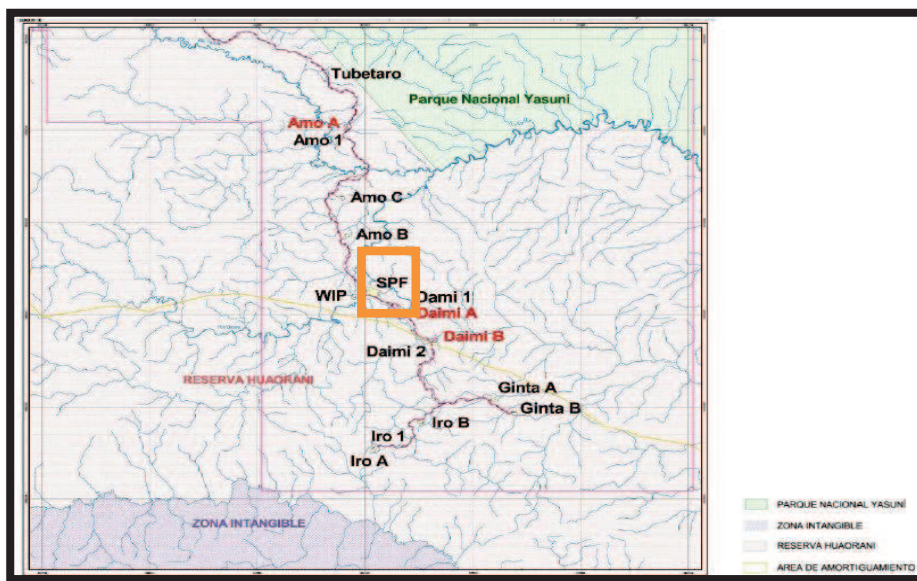 Tubetaro
Parque Nacional Yasuni
Amo A
Amo 1
Amo C
Amo B
SPF
WIP
Dami 1
Daimi A
Daimi B
Daimi 2
RESERVA HUAORANI
Ginta A
Ginta B
Iro B
Iro 1
Iro A
ZONA INTANGIBLE
PARQUE NACIONAL YASUNÍ
ZONA INTANGIBLE
RESERVA HUAORANI
AREA DE AMORTIGUAMIENTO